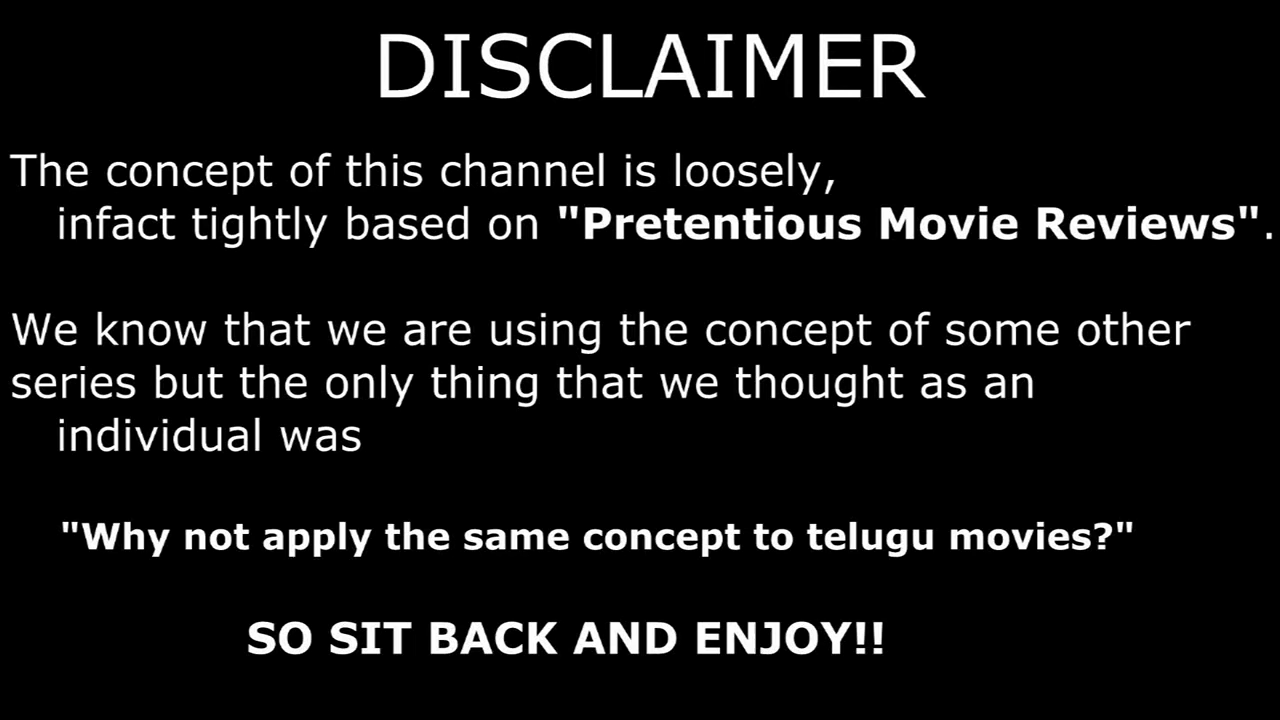 DISCLAIMER
The concept of this channel is loosely,
infact tightly based on "Pretentious Movie Reviews".
We know that we are using the concept of some other
series but the only thing that we thought as an
individual was
"Why not apply the same concept to telugu movies?"
SO SIT BACK AND ENJOY!!